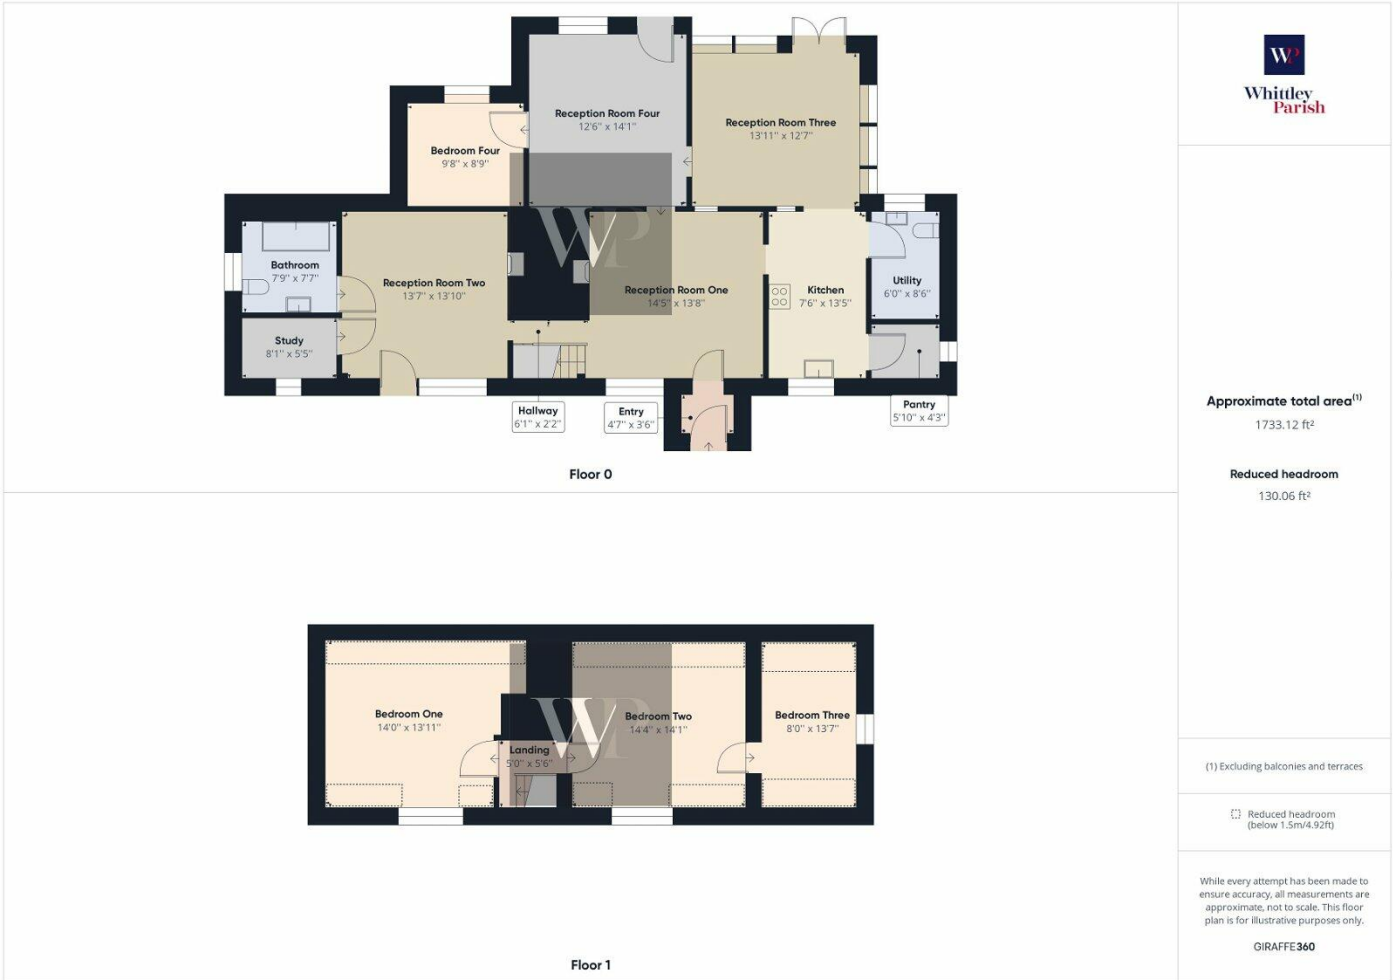 Reception Room Four
12'6" x 14'1"
Reception Room Three
13'11" x 12'7"
Bedroom Four
9'8" x 8'9"
Bathroom
7'9" x 7'7"
Reception Room Two
13'7" x 13'10"
Reception Room One
14'5" x 13'8"
Kitchen
7'6" x 13'5"
Utility
6'0" x 8'6"
Study
8'1" x 5'5"
Hallway
6'1" x 2'2"
Entry
4'7" x 3'6"
Pantry
5'10" x 4'3"
WP
Floor 0
Bedroom One
14'0" x 13'11"
Landing
5'0" x 5'6"
Bedroom Two
14'4" x 14'1"
Bedroom Three
8'0" x 13'7"
WP
Floor 1
WP
Whittley
Parish
Approximate total area(1)
1733.12 ft²
Reduced headroom
130.06 ft²
(1) Excluding balconies and terraces
Reduced headroom
(below 1.5m/4.92ft)
While every attempt has been made to
ensure accuracy, all measurements are
approximate, not to scale. This floor
plan is for illustrative purposes only.
GIRAFFE360